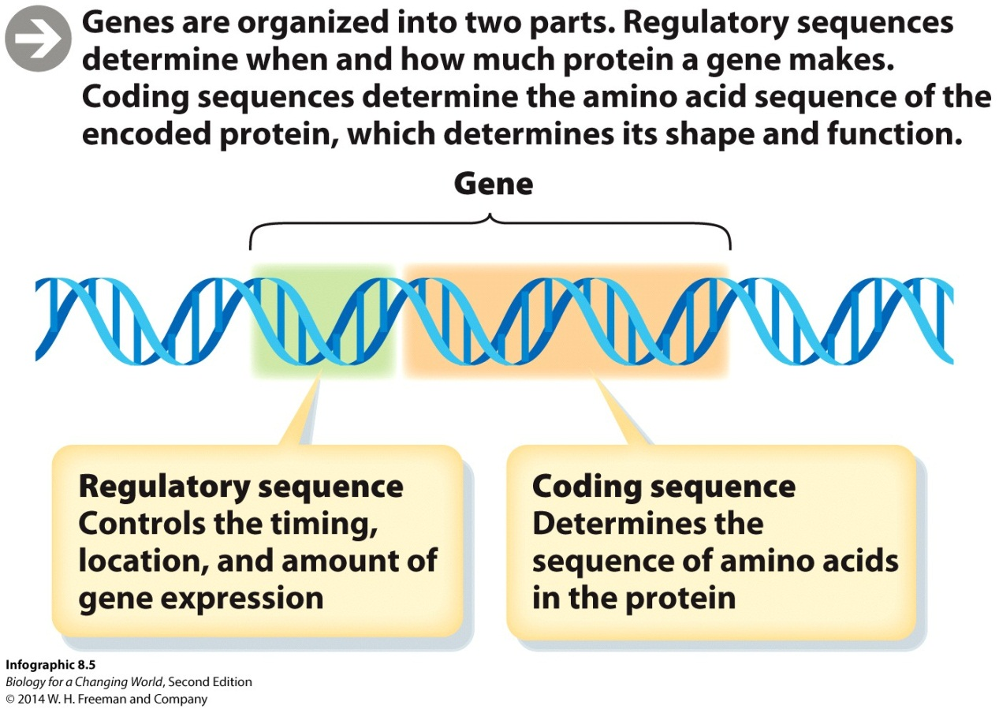 Genes are organized into two parts. Regulatory sequences
determine when and how much protein a gene makes.
Coding sequences determine the amino acid sequence of the
encoded protein, which determines its shape and function.
Gene
Regulatory sequence
Controls the timing,
location, and amount of
gene expression
Coding sequence
Determines the
sequence of amino acids
in the protein
Infographic 8.5
Biology for a Changing World, Second Edition
© 2014 W. H. Freeman and Company